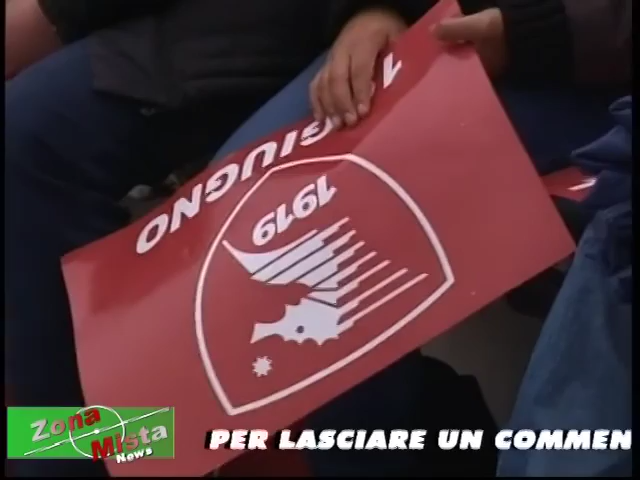 1 GIUGNO
1919
Zona
Mista
News
PER LASCIARE UN COMMEN